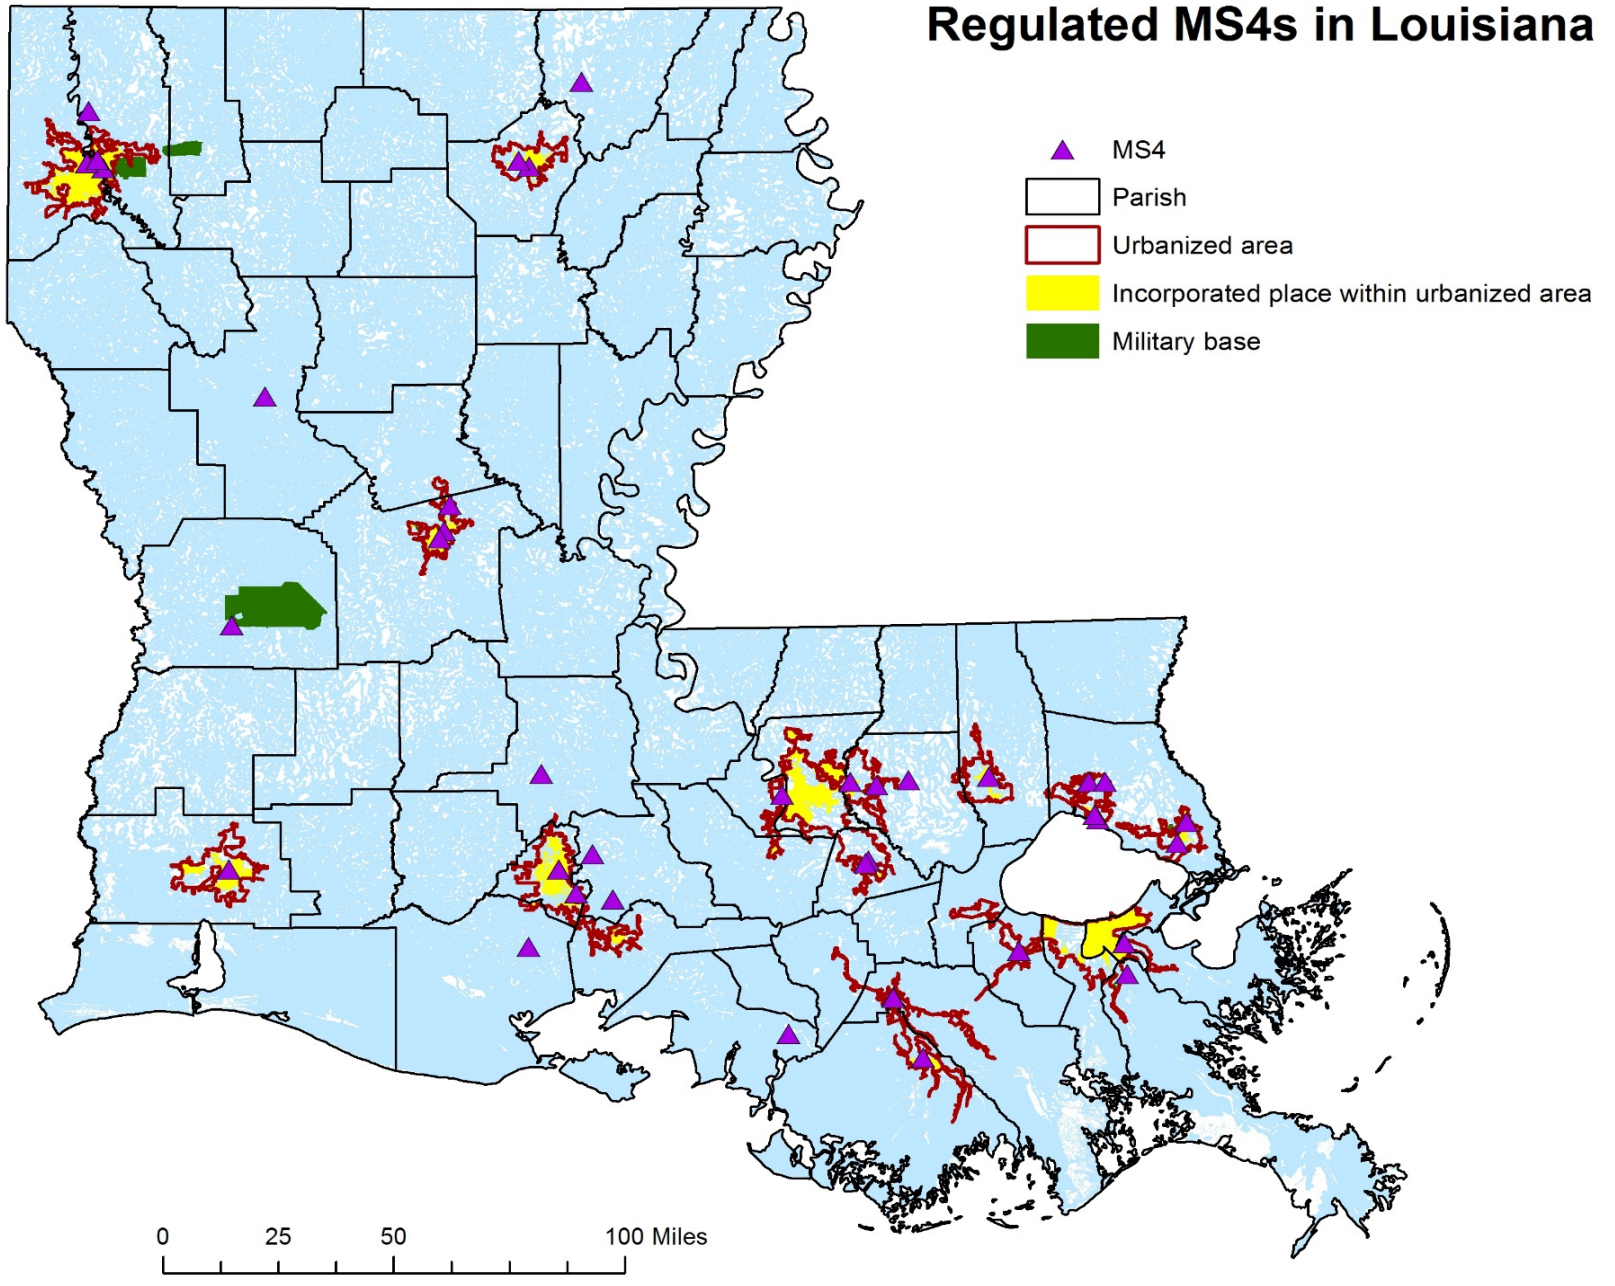 Regulated MS4s in Louisiana
MS4
Parish
Urbanized area
Incorporated place within urbanized area
Military base
0 25 50 100 Miles